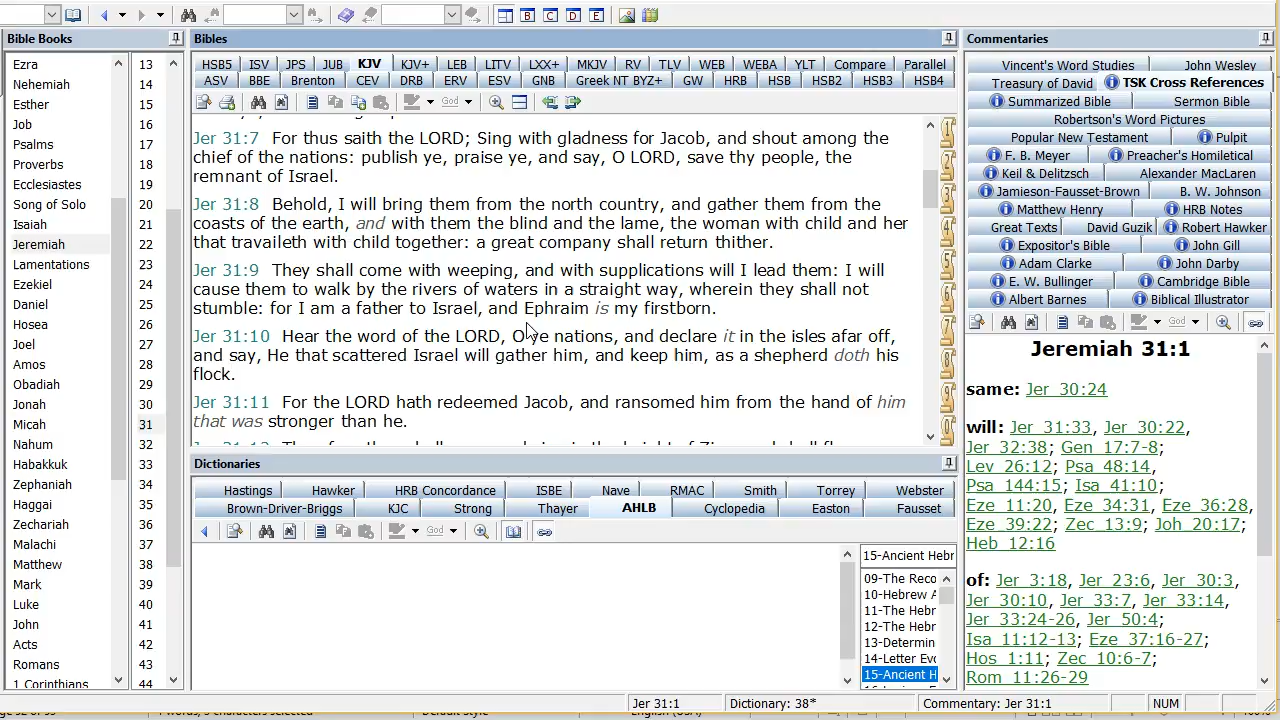 B C D E
Bible Books
Ezra
Nehemiah
Esther
Job
Psalms
Proverbs
Ecclesiastes
Song of Solo
Isaiah
Jeremiah
Lamentations
Ezekiel
Daniel
Hosea
Joel
Amos
Obadiah
Jonah
Micah
Nahum
Habakkuk
Zephaniah
Haggai
Zechariah
Malachi
Matthew
Mark
Luke
John
Acts
Romans
1 Corinthians
13
14
15
16
17
18
19
20
21
22
23
24
25
26
27
28
29
30
31
32
33
34
35
36
37
38
39
40
41
42
43
44
Bibles
HSB5 ISV JPS JUB KJV KJV+ LEB LITV LXX+ MKJV RV TLV WEB WEBA YLT Compare Parallel
ASV BBE Brenton CEV DRB ERV ESV GNB Greek NT BYZ+ GW HRB HSB HSB2 HSB3 HSB4
God
Jer 31:7 For thus saith the LORD; Sing with gladness for Jacob, and shout among the
chief of the nations: publish ye, praise ye, and say, O LORD, save thy people, the
remnant of Israel.
Jer 31:8 Behold, I will bring them from the north country, and gather them from the
coasts of the earth, and with them the blind and the lame, the woman with child and her
that travaileth with child together: a great company shall return thither.
Jer 31:9 They shall come with weeping, and with supplications will I lead them: I will
cause them to walk by the rivers of waters in a straight way, wherein they shall not
stumble: for I am a father to Israel, and Ephraim is my firstborn.
Jer 31:10 Hear the word of the LORD, O ye nations, and declare it in the isles afar off,
and say, He that scattered Israel will gather him, and keep him, as a shepherd doth his
flock.
Jer 31:11 For the LORD hath redeemed Jacob, and ransomed him from the hand of him
that was stronger than he.
Dictionaries
Hastings Hawker HRB Concordance ISBE Nave RMAC Smith Torrey Webster
Brown-Driver-Briggs KJC Strong Thayer AHLB Cyclopedia Easton Fausset
God
15-Ancient Hebr
09-The Reco
10-Hebrew A
11-The Hebr
12-The Hebr
13-Determin
14-Letter Evo
15-Ancient H
Commentaries
Vincent's Word Studies John Wesley
Treasury of David TSK Cross References
Summarized Bible Sermon Bible
Robertson's Word Pictures
Popular New Testament Pulpit
F. B. Meyer Preacher's Homiletical
Keil & Delitzsch Alexander MacLaren
Jamieson-Fausset-Brown B. W. Johnson
Matthew Henry HRB Notes
Great Texts David Guzik Robert Hawker
Expositor's Bible John Gill
Adam Clarke John Darby
E. W. Bullinger Cambridge Bible
Albert Barnes Biblical Illustrator
God
Jeremiah 31:1
same: Jer 30:24
will: Jer 31:33, Jer 30:22,
Jer 32:38; Gen 17:7-8;
Lev 26:12; Psa 48:14,
Psa 144:15; Isa 41:10;
Eze 11:20, Eze 34:31, Eze 36:28,
Eze 39:22; Zec 13:9; Joh 20:17;
Heb 12:16
of: Jer 3:18, Jer 23:6, Jer 30:3,
Jer 30:10, Jer 33:7, Jer 33:14,
Jer 33:24-26, Jer 50:4;
Isa 11:12-13; Eze 37:16-27;
Hos 1:11; Zec 10:6-7;
Rom 11:26-29
Jer 31:1 Dictionary: 38* Commentary: Jer 31:1 NUM